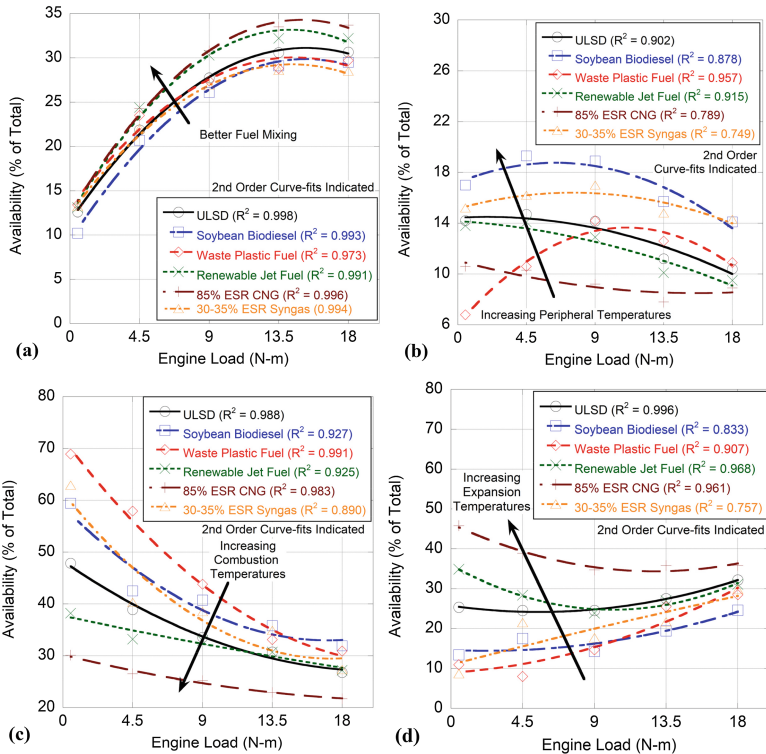 (a)
Availability (% of Total)
35
30
25
20
15
10
5
0
Better Fuel Mixing
2nd Order Curve-fits Indicated
ULSD (R² = 0.998)
Soybean Biodiesel (R² = 0.993)
Waste Plastic Fuel (R² = 0.973)
Renewable Jet Fuel (R² = 0.991)
85% ESR CNG (R² = 0.996)
30-35% ESR Syngas (0.994)
0 4.5 9 13.5 18
Engine Load (N-m)
(b)
Availability (% of Total)
30
26
22
18
14
10
6
ULSD (R² = 0.902)
Soybean Biodiesel (R² = 0.878)
Waste Plastic Fuel (R² = 0.957)
Renewable Jet Fuel (R² = 0.915)
85% ESR CNG (R² = 0.789)
30-35% ESR Syngas (R² = 0.749)
2nd Order
Curve-fits Indicated
Increasing Peripheral Temperatures
0 4.5 9 13.5 18
Engine Load (N-m)
(c)
Availability (% of Total)
80
70
60
50
40
30
20
ULSD (R² = 0.988)
Soybean Biodiesel (R² = 0.927)
Waste Plastic Fuel (R² = 0.991)
Renewable Jet Fuel (R² = 0.925)
85% ESR CNG (R² = 0.983)
30-35% ESR Syngas (R² = 0.890)
2nd Order Curve-fits Indicated
Increasing
Combustion
Temperatures
0 4.5 9 13.5 18
Engine Load (N-m)
(d)
Availability (% of Total)
80
70
60
50
40
30
20
10
0
ULSD (R² = 0.996)
Soybean Biodiesel (R² = 0.833)
Waste Plastic Fuel (R² = 0.907)
Renewable Jet Fuel (R² = 0.968)
85% ESR CNG (R² = 0.961)
30-35% ESR Syngas (R² = 0.757)
Increasing
Expansion
Temperatures
2nd Order Curve-fits Indicated
0 4.5 9 13.5 18
Engine Load (N-m)